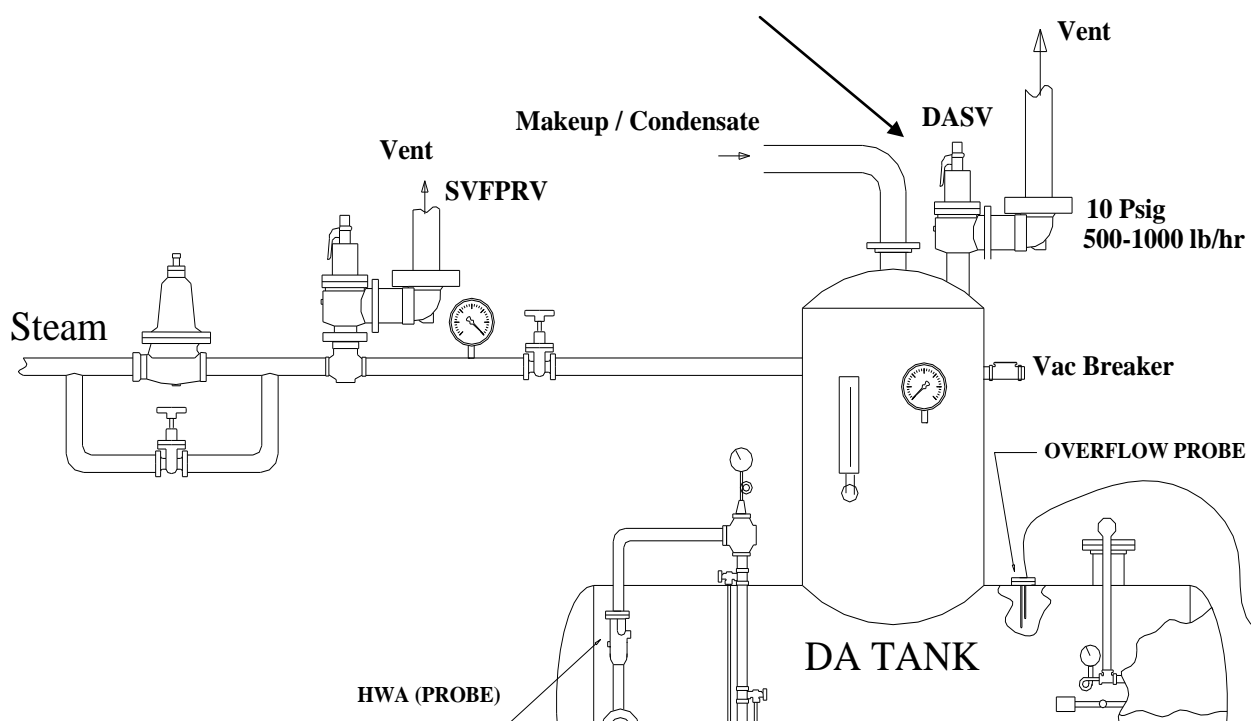 Vent
Makeup / Condensate
DASV
Vent
SVFPRV
10 Psig
500-1000 lb/hr
Steam
Vac Breaker
OVERFLOW PROBE
DA TANK
HWA (PROBE)